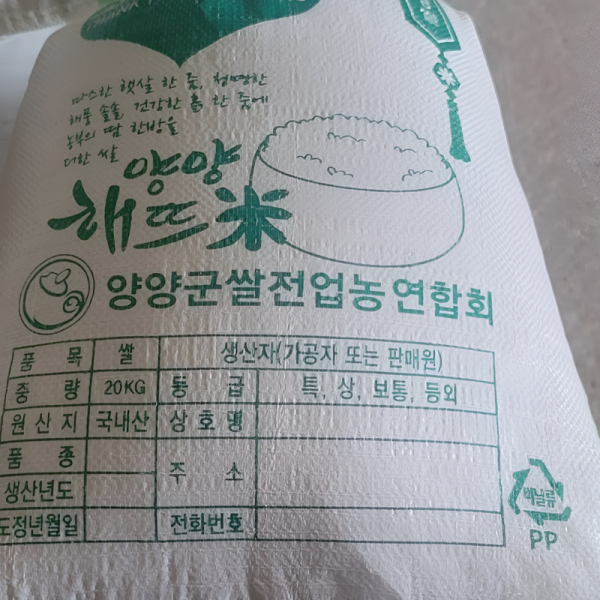 따스한 햇살 한 줌, 청명한
해풍 솔솔 건강한 흙 한 줌에
농부의 땀 한방울
더한 쌀
양양
해뜨米
양양군쌀전업농연합회
품 목 쌀 생산자(가공자 또는 판매원)
중 량 20KG 등 급 특, 상, 보통, 등외
원 산 지 국내산 상 호 명
품 종
주 소
생산년도
도정년월일 전화번호
비닐류
PP